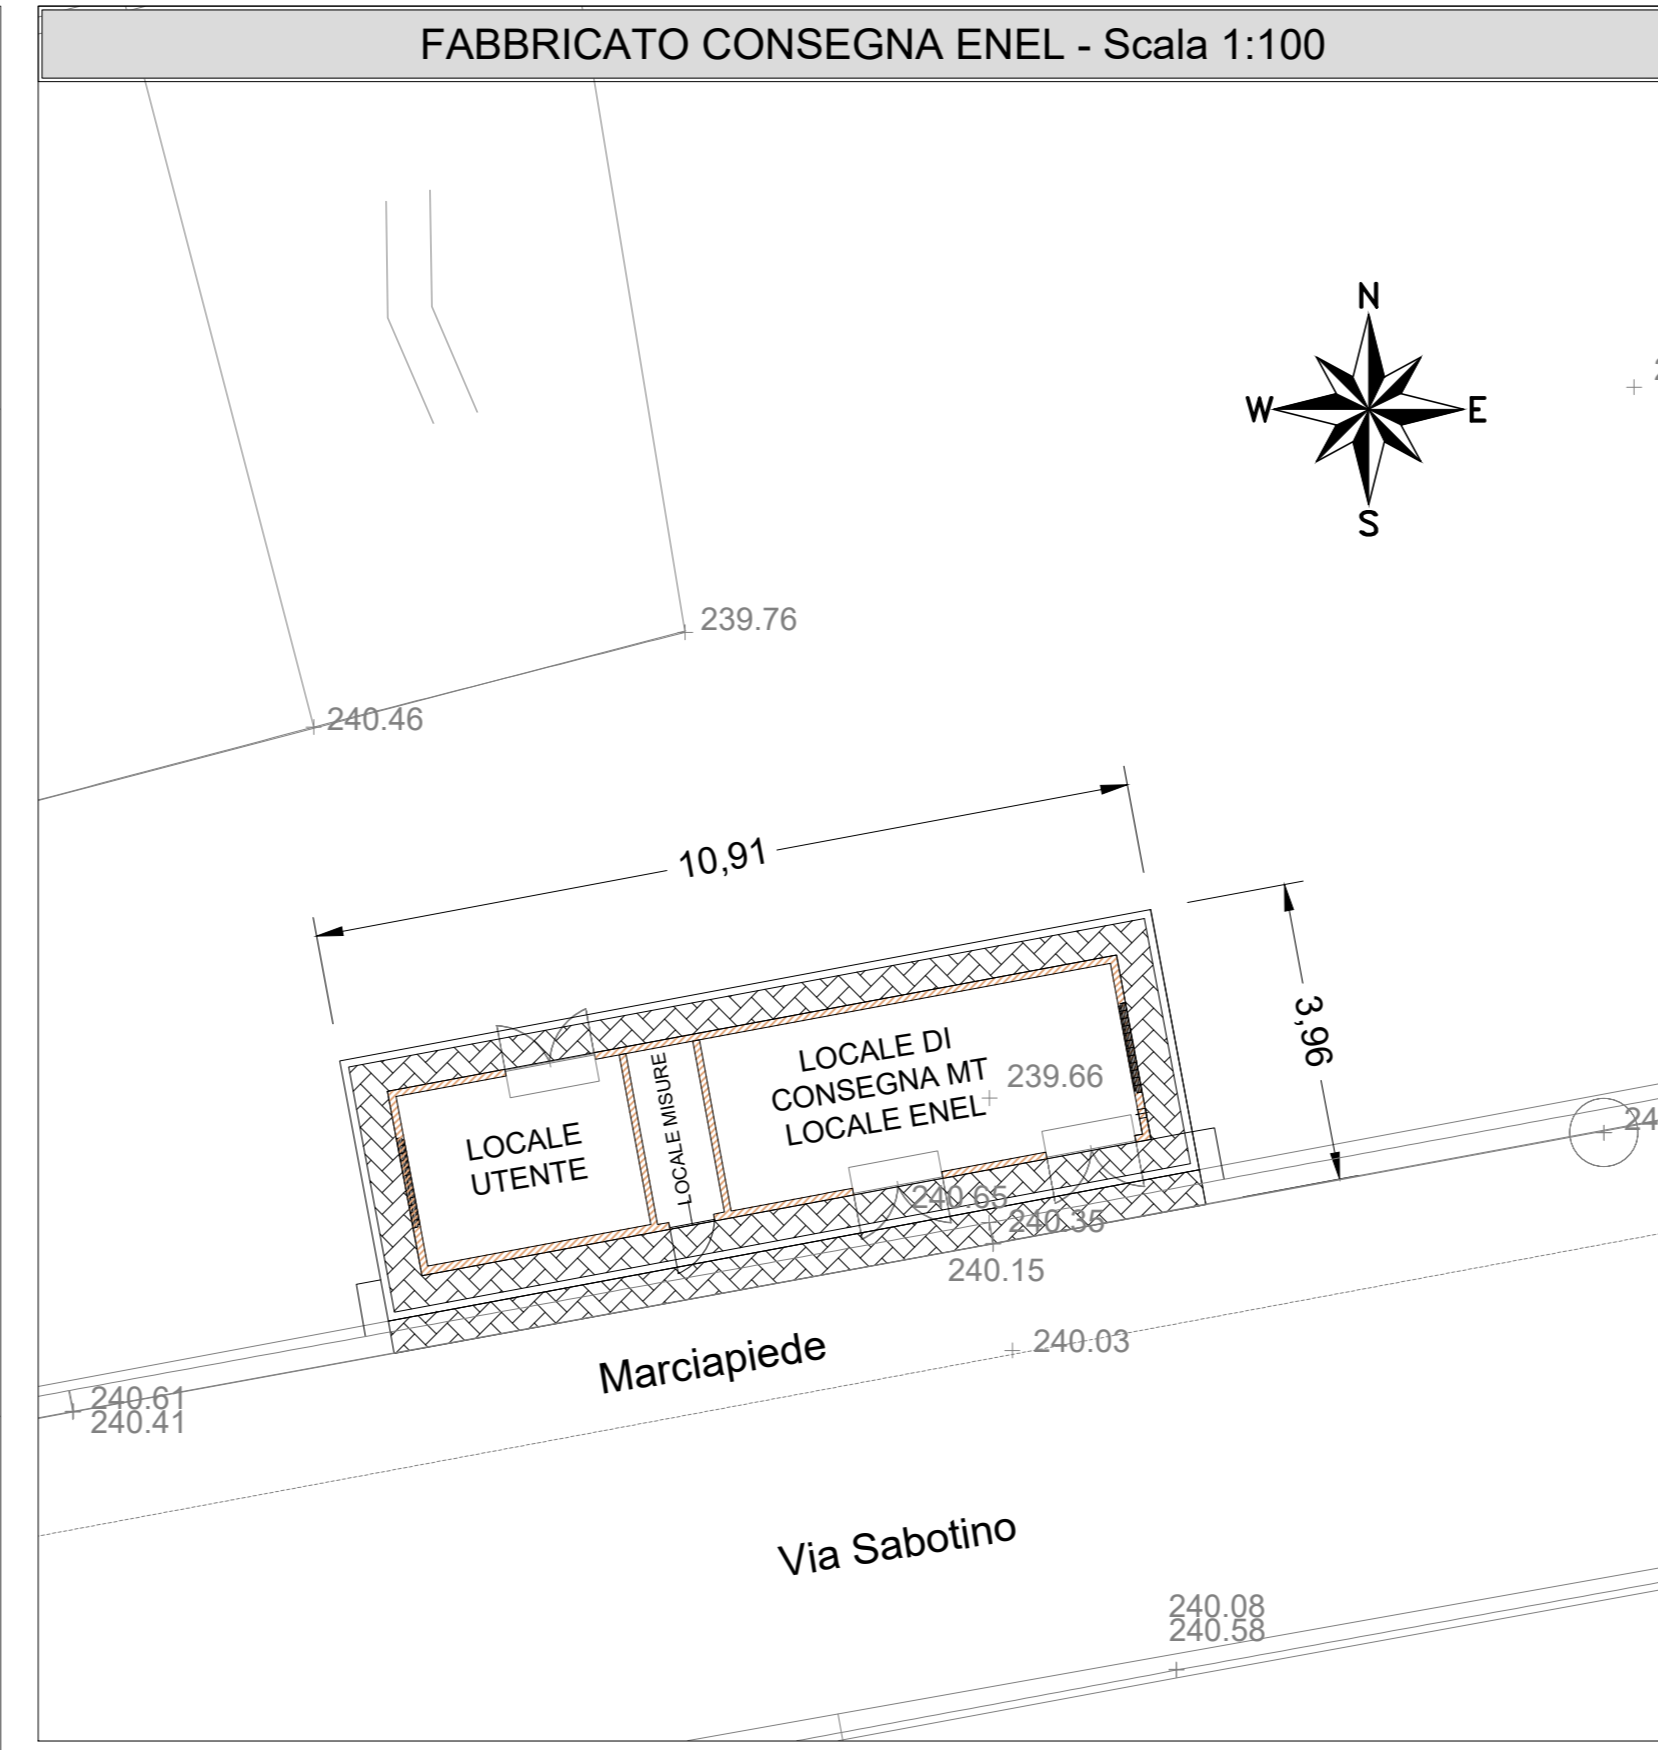 FABBRICATO CONSEGNA ENEL - Scala 1:100
N
W
E
S
239.76
240.46
10,91
3,96
LOCALE DI
CONSEGNA MT
LOCALE ENEL
239.66
LOCALE MISURE
LOCALE
UTENTE
240.65
240.35
240.15
Marciapiede
240.03
240.61
240.41
Via Sabotino
240.08
240.58